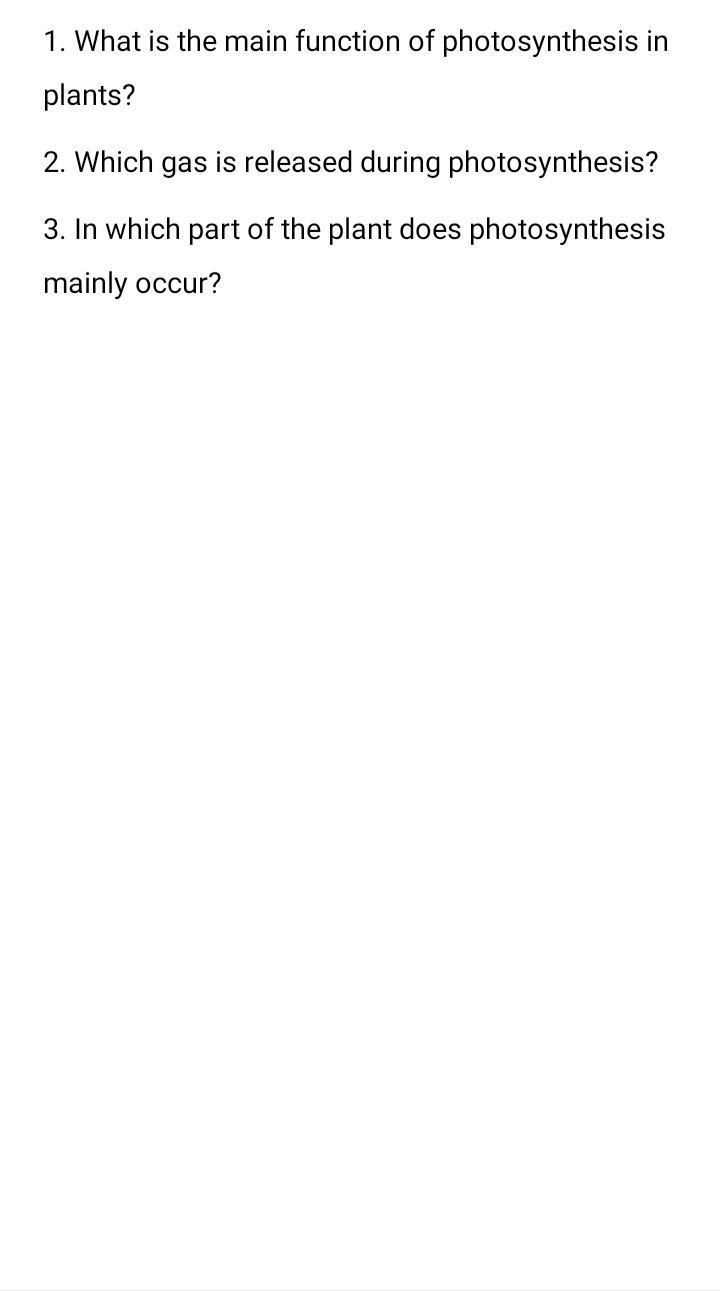 1. What is the main function of photosynthesis in
plants?
2. Which gas is released during photosynthesis?
3. In which part of the plant does photosynthesis
mainly occur?